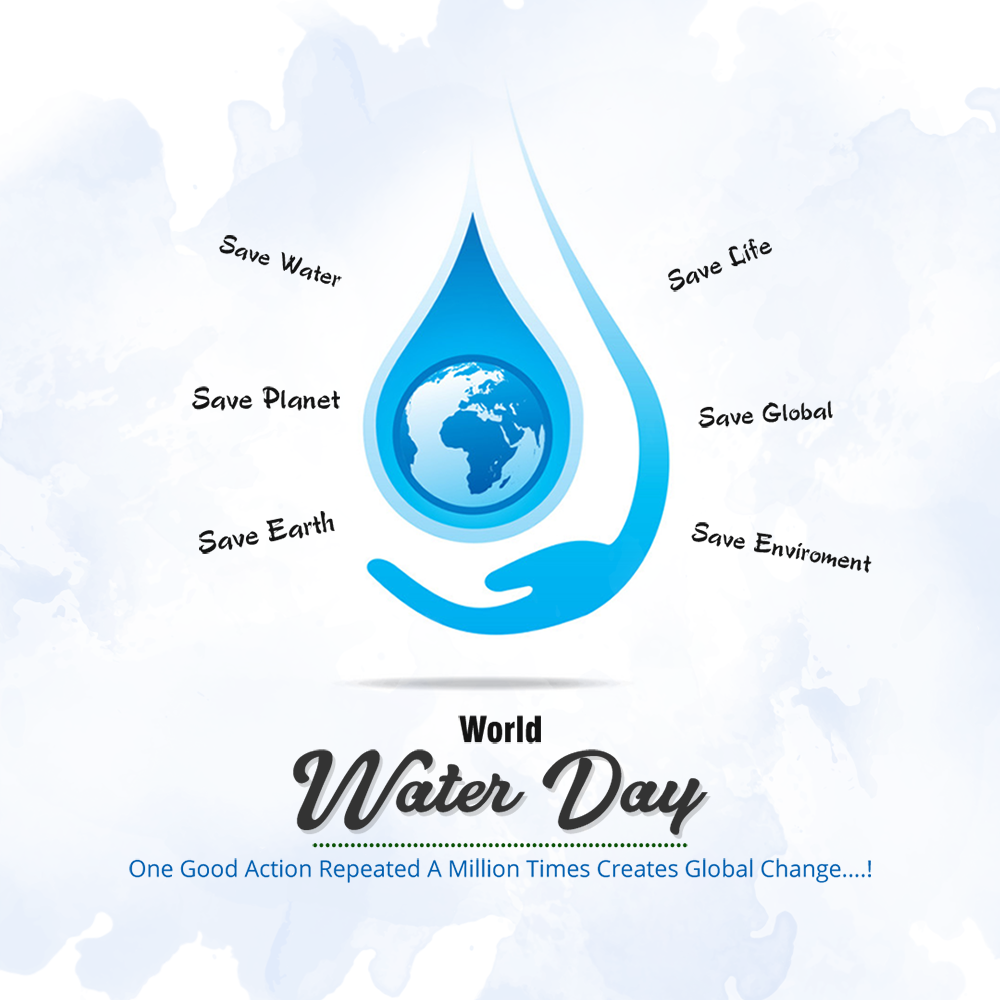 Save Water
Save Life
Save Planet
Save Global
Save Earth
Save Enviroment
World
Water Day
One Good Action Repeated A Million Times Creates Global Change....!